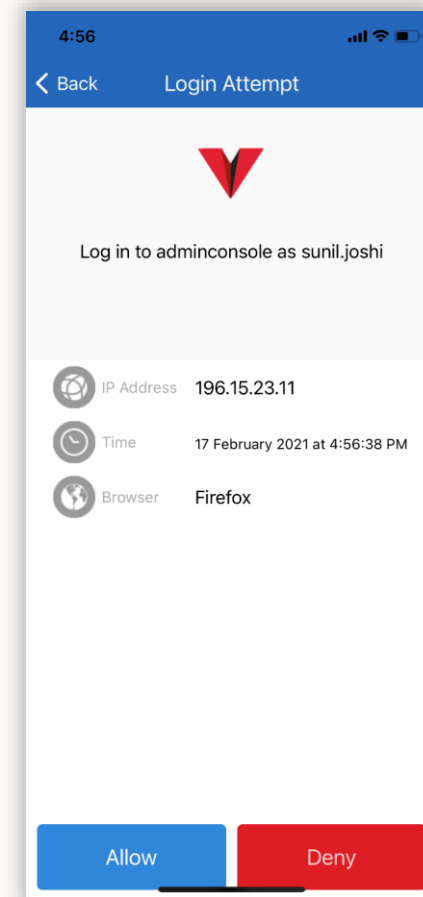 4:56
Back Login Attempt
Log in to adminconsole as sunil.joshi
IP Address 196.15.23.11
Time 17 February 2021 at 4:56:38 PM
Browser Firefox
Allow Deny